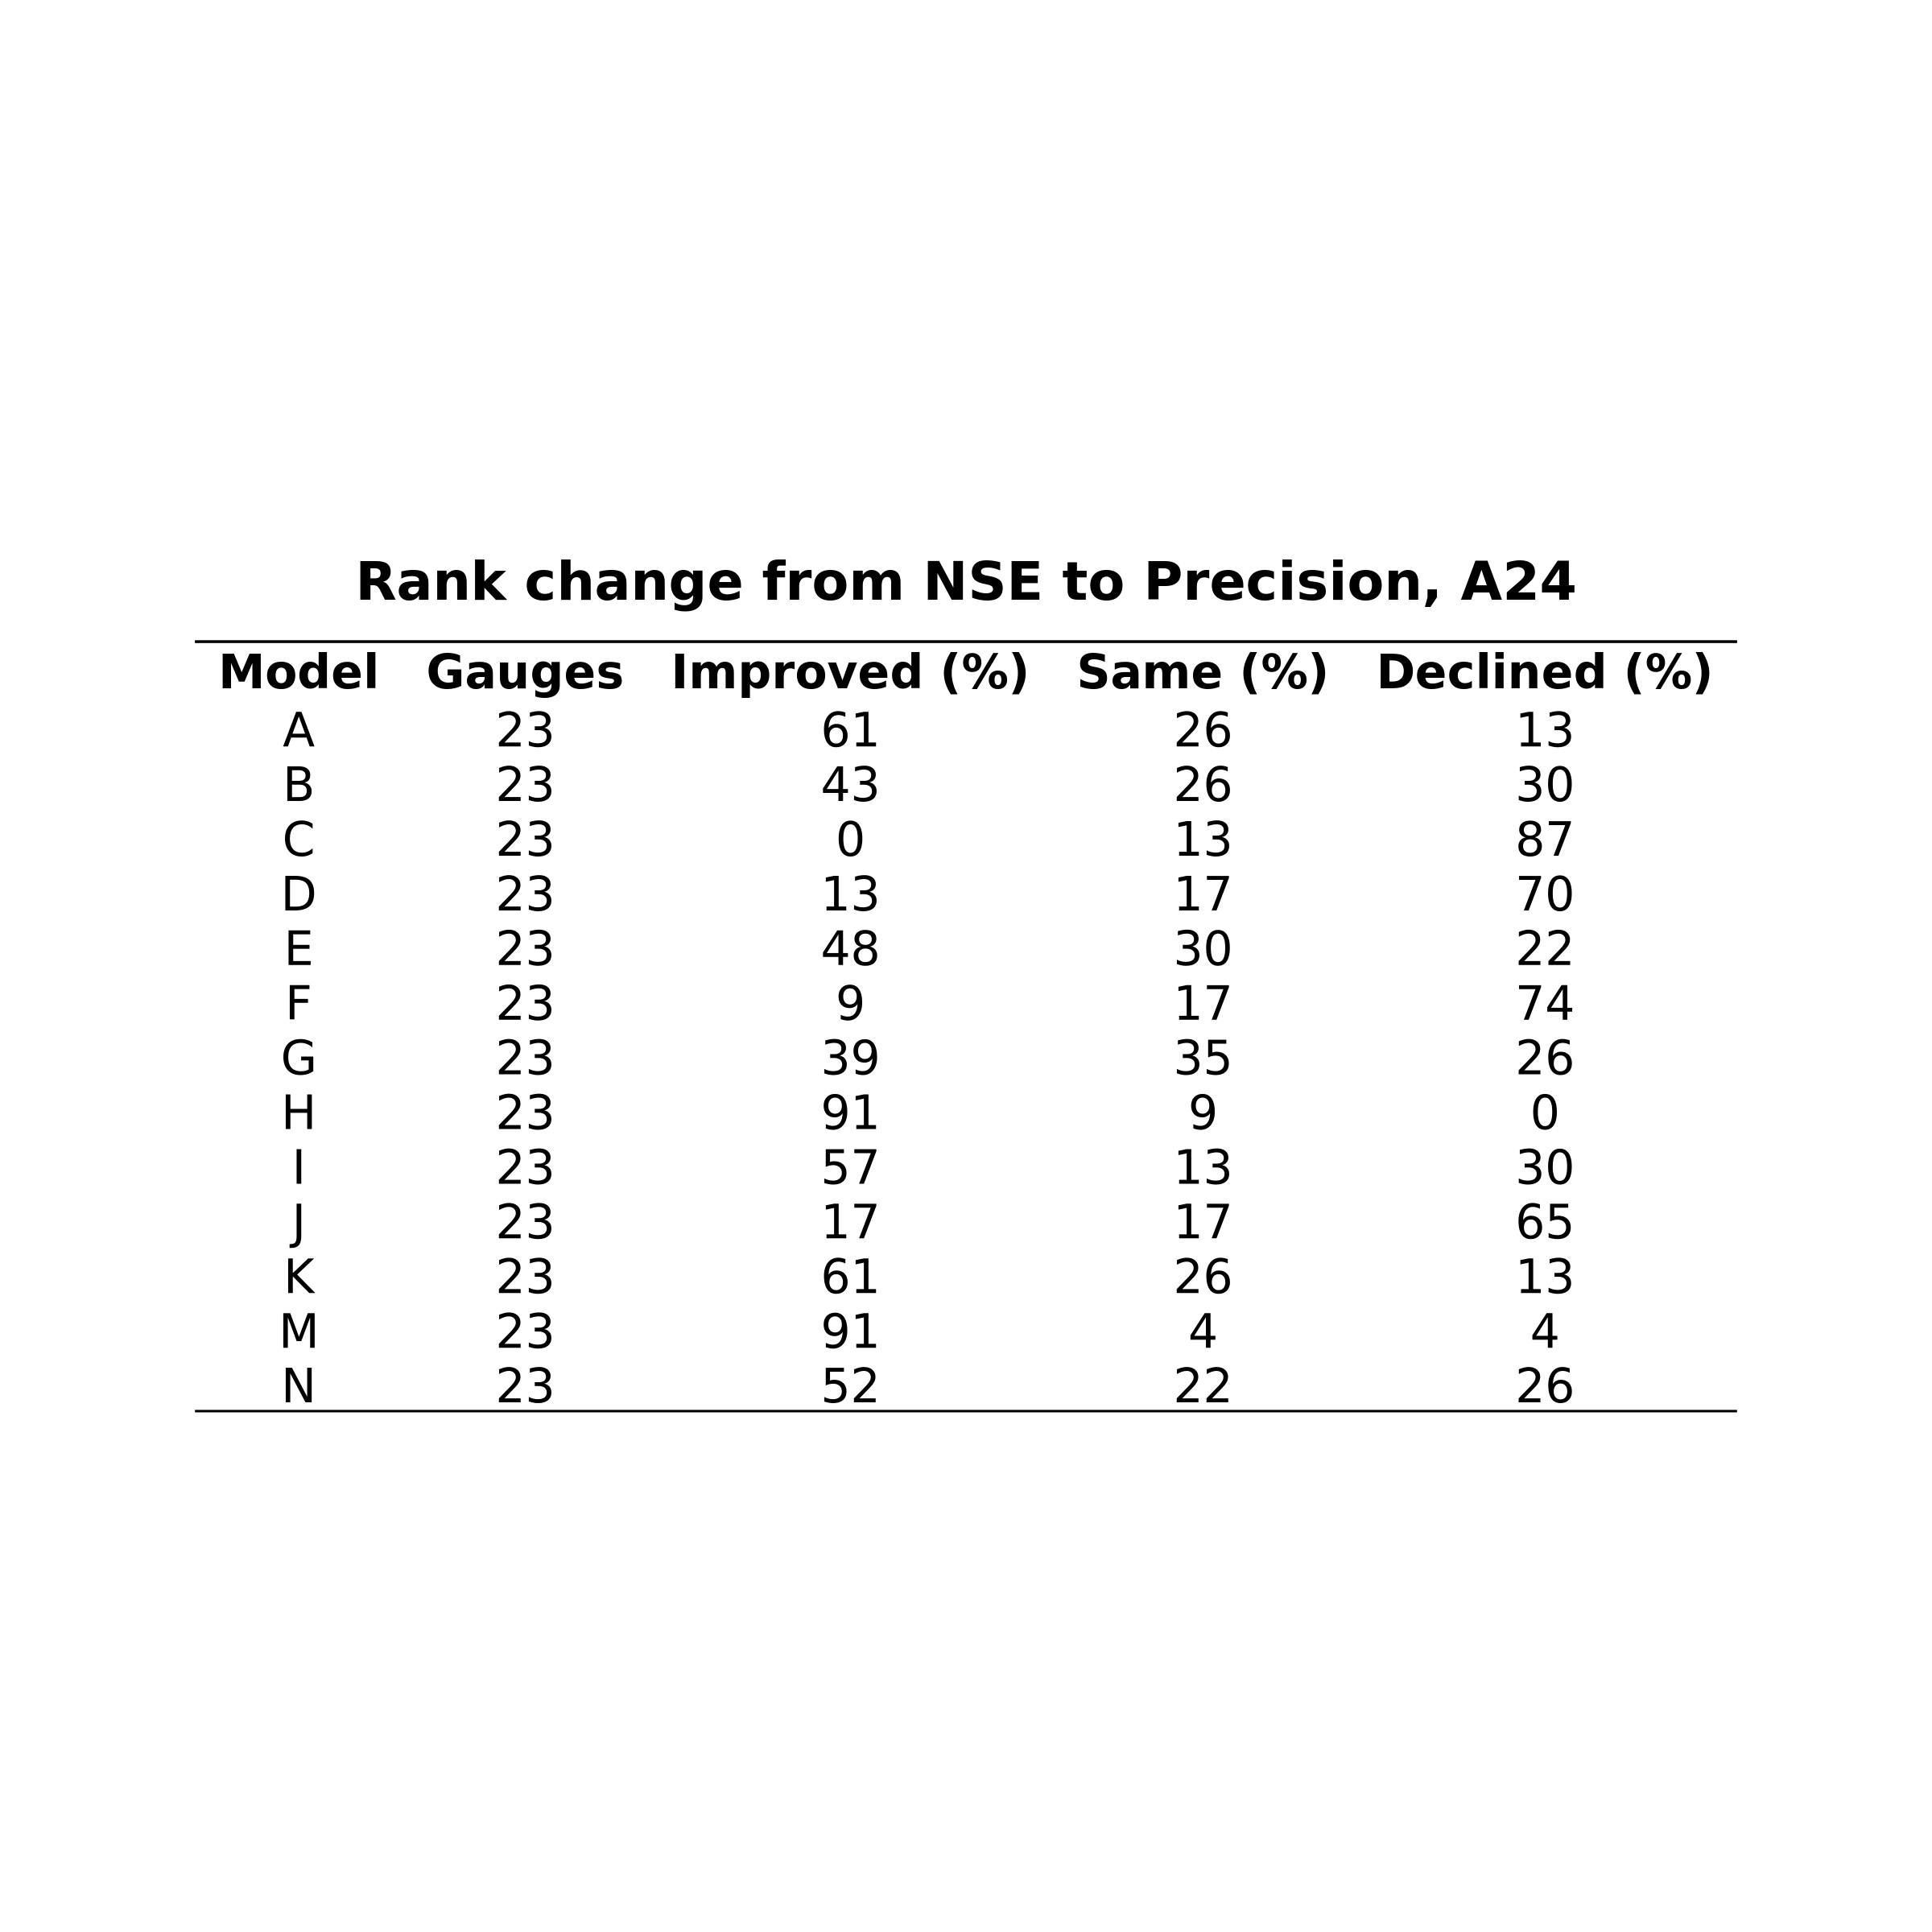 Rank change from NSE to Precision, A24
Model Gauges Improved (%) Same (%) Declined (%)
A 23 61 26 13
B 23 43 26 30
C 23 0 13 87
D 23 13 17 70
E 23 48 30 22
F 23 9 17 74
G 23 39 35 26
H 23 91 9 0
I 23 57 13 30
J 23 17 17 65
K 23 61 26 13
M 23 91 4 4
N 23 52 22 26